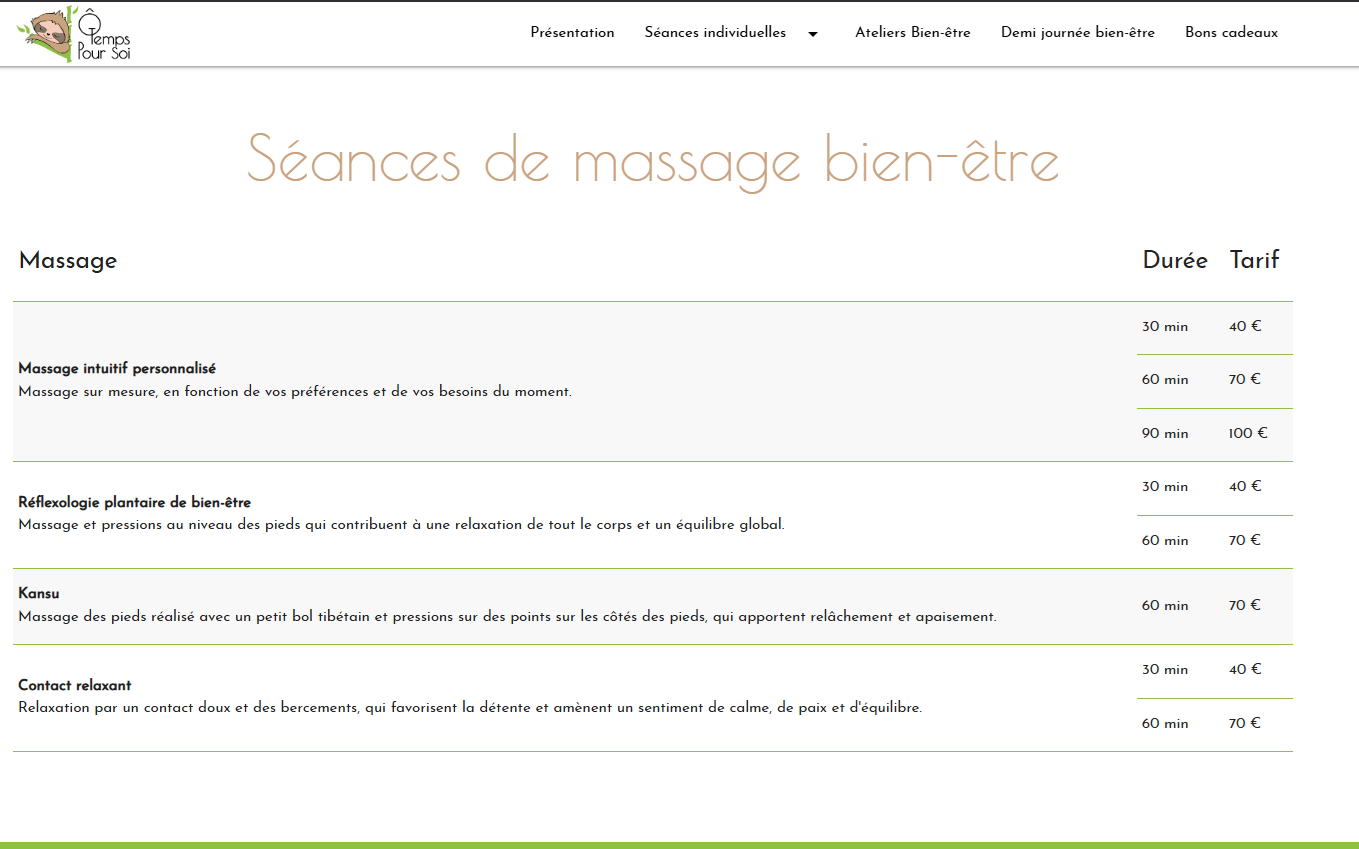 Ô
Temps
Pour Soi
Présentation
Séances individuelles
Ateliers Bien-être
Demi journée bien-être
Bons cadeaux
Séances de massage bien-être
Massage Durée Tarif
Massage intuitif personnalisé
Massage sur mesure, en fonction de vos préférences et de vos besoins du moment.
30 min 40 €
60 min 70 €
90 min 100 €
Réflexologie plantaire de bien-être
Massage et pressions au niveau des pieds qui contribuent à une relaxation de tout le corps et un équilibre global.
30 min 40 €
60 min 70 €
Kansu
Massage des pieds réalisé avec un petit bol tibétain et pressions sur des points sur les côtés des pieds, qui apportent relâchement et apaisement.
60 min 70 €
Contact relaxant
Relaxation par un contact doux et des bercements, qui favorisent la détente et amènent un sentiment de calme, de paix et d'équilibre.
30 min 40 €
60 min 70 €